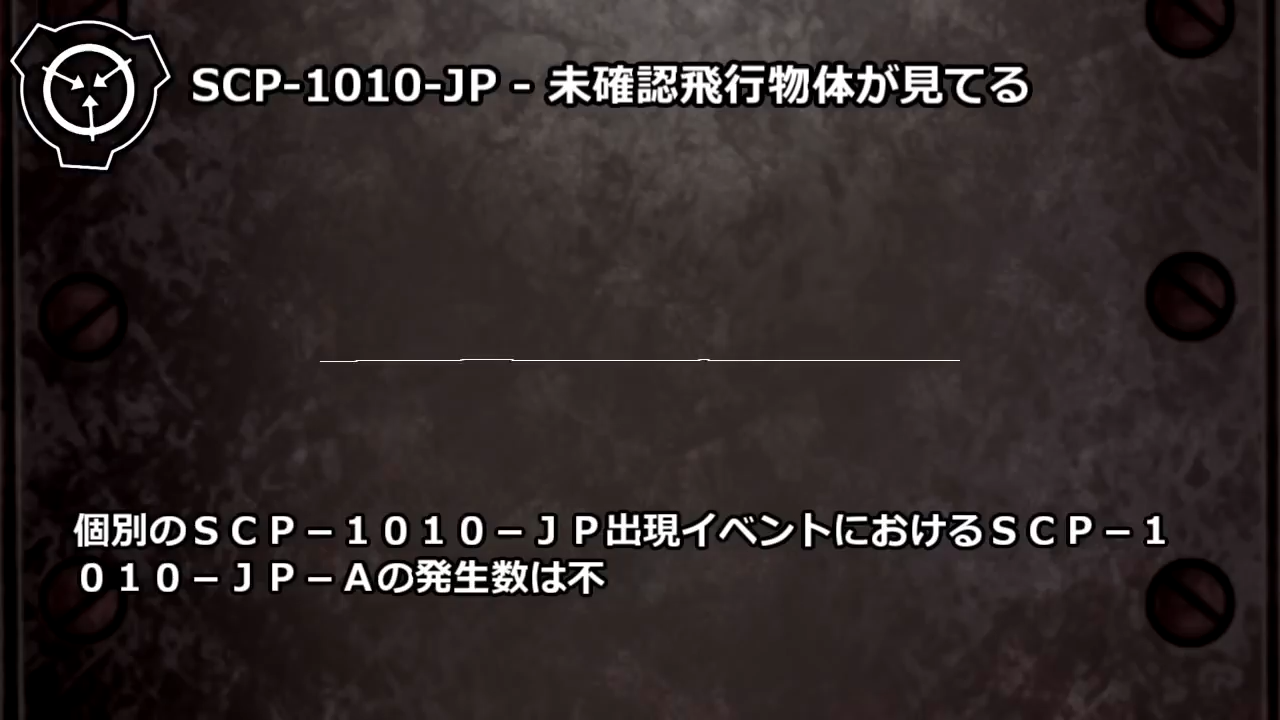 SCP-1010-JP - 未確認飛行物体が見てる
個別のＳＣＰ－１０１０－ＪＰ出現イベントにおけるＳＣＰ－１
０１０－ＪＰ－Ａの発生数は不